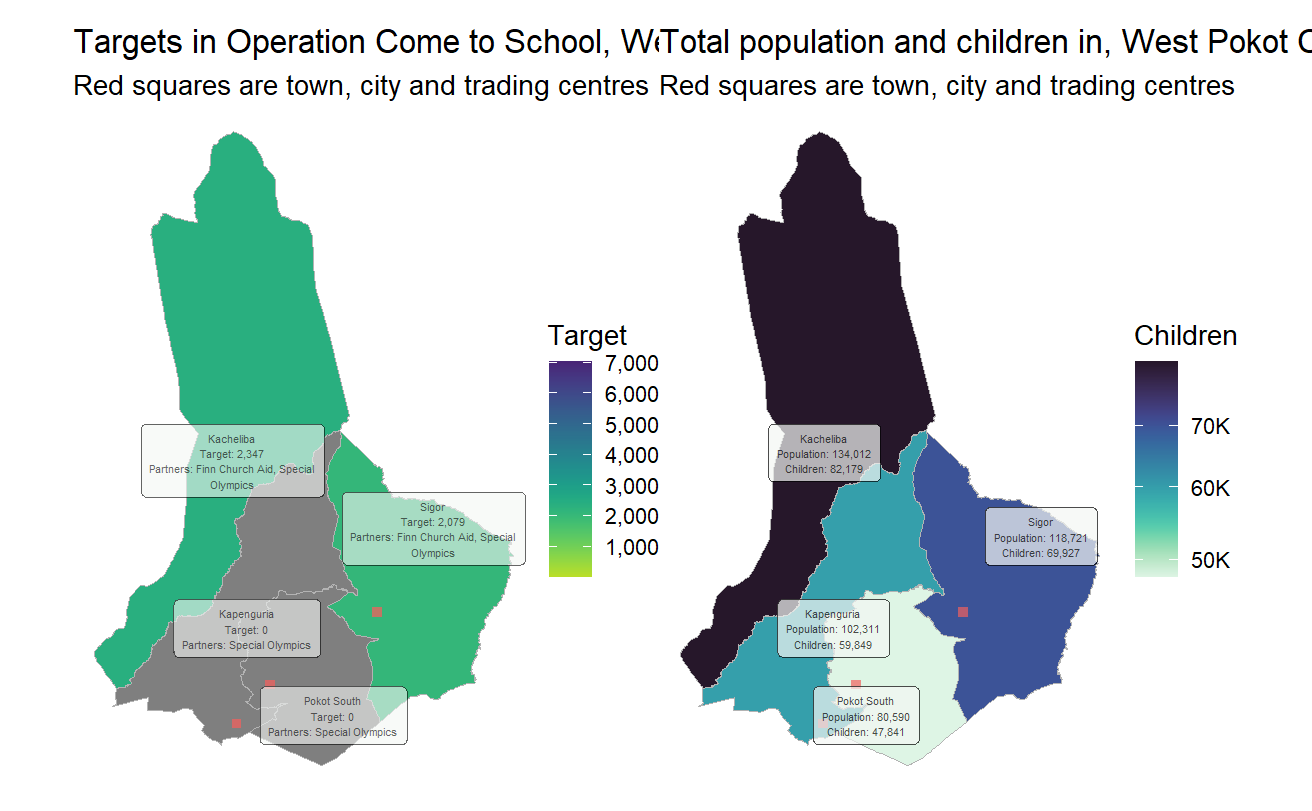 Targets in Operation Come to School, We
Red squares are town, city and trading centres
Kacheliba
Target: 2,347
Partners: Finn Church Aid, Special
Olympics
Sigor
Target: 2,079
Partners: Finn Church Aid, Special
Olympics
Kapenguria
Target: 0
Partners: Special Olympics
Pokot South
Target: 0
Partners: Special Olympics
Target
7,000
6,000
5,000
4,000
3,000
2,000
1,000
Total population and children in, West Pokot C
Red squares are town, city and trading centres
Kacheliba
Population: 134,012
Children: 82,179
Sigor
Population: 118,721
Children: 69,927
Kapenguria
Population: 102,311
Children: 59,849
Pokot South
Population: 80,590
Children: 47,841
Children
70K
60K
50K